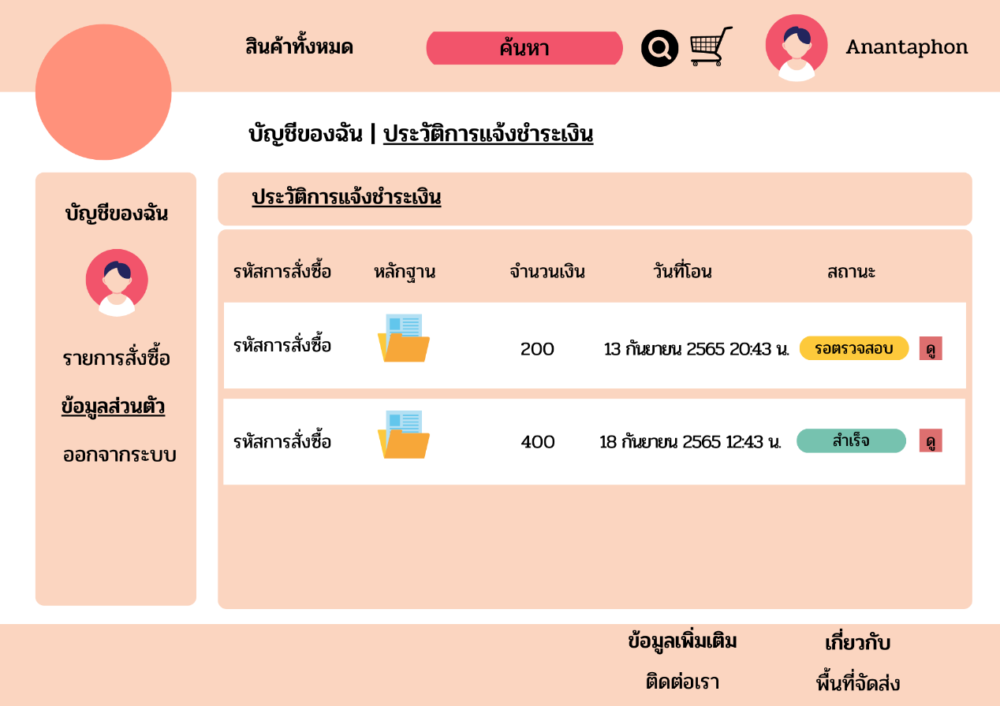 สินค้าทั้งหมด
ค้นหา
Anantaphon
บัญชีของฉัน | ประวัติการแจ้งชำระเงิน
บัญชีของฉัน
รายการสั่งซื้อ
ข้อมูลส่วนตัว
ออกจากระบบ
ประวัติการแจ้งชำระเงิน
รหัสการสั่งซื้อ หลักฐาน จำนวนเงิน วันที่โอน สถานะ
รหัสการสั่งซื้อ 200 13 กันยายน 2565 20:43 น. รอตรวจสอบ ดู
รหัสการสั่งซื้อ 400 18 กันยายน 2565 12:43 น. สำเร็จ ดู
ข้อมูลเพิ่มเติม เกี่ยวกับ
ติดต่อเรา พื้นที่จัดส่ง